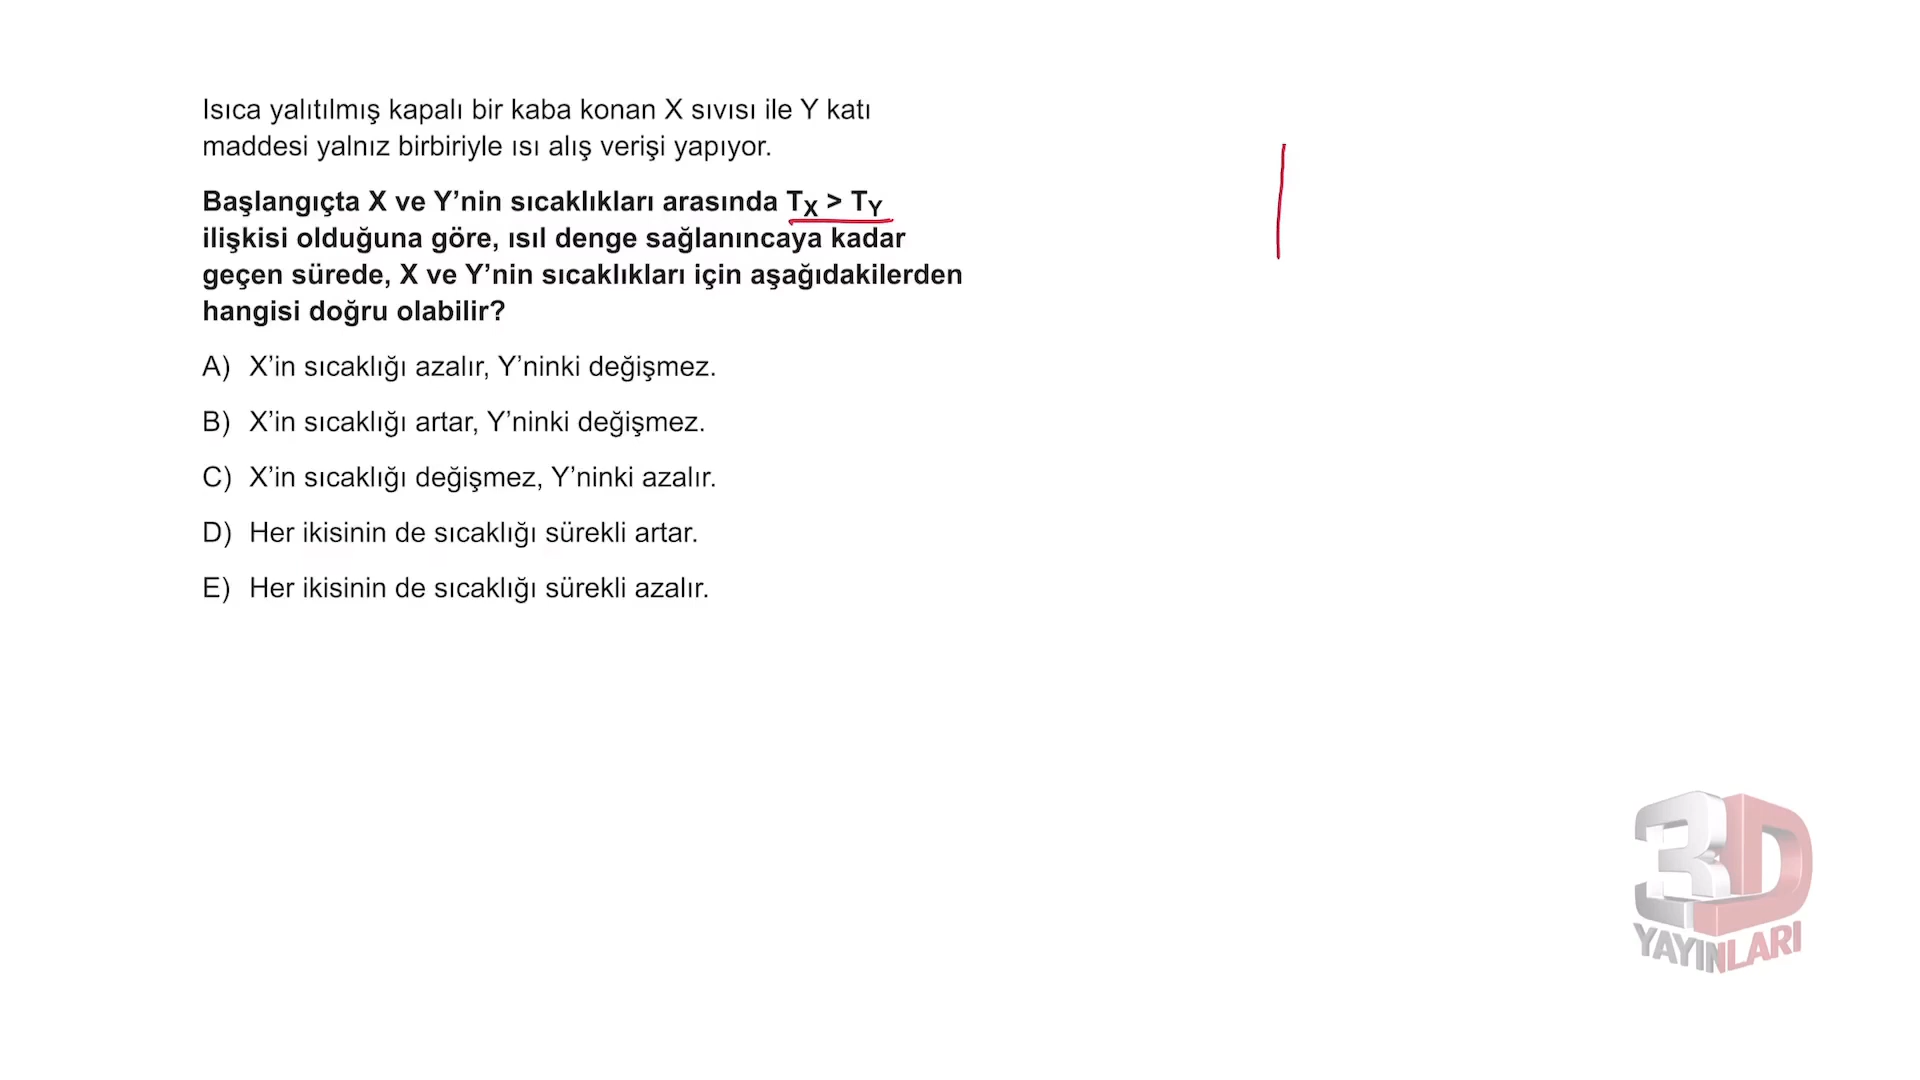 Isıca yalıtılmış kapalı bir kaba konan X sıvısı ile Y katı
maddesi yalnız birbiriyle ısı alış verişi yapıyor.
Başlangıçta X ve Y’nin sıcaklıkları arasında TX > TY
ilişkisi olduğuna göre, ısıl denge sağlanıncaya kadar
geçen sürede, X ve Y’nin sıcaklıkları için aşağıdakilerden
hangisi doğru olabilir?
A) X’in sıcaklığı azalır, Y’ninki değişmez.
B) X’in sıcaklığı artar, Y’ninki değişmez.
C) X’in sıcaklığı değişmez, Y’ninki azalır.
D) Her ikisinin de sıcaklığı sürekli artar.
E) Her ikisinin de sıcaklığı sürekli azalır.
3D
YAYINLARI